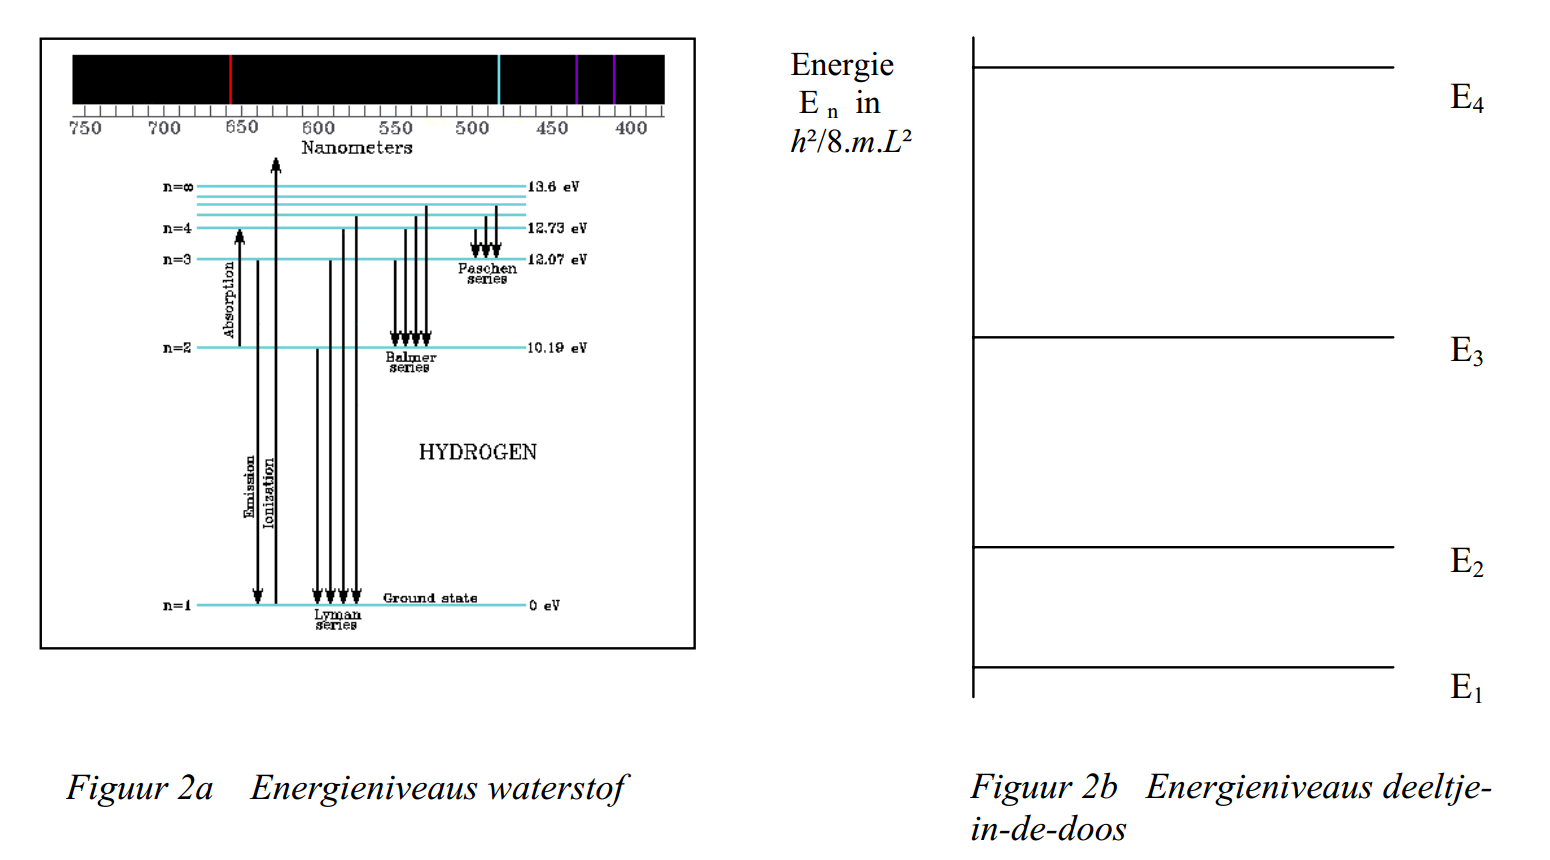 750 700 650 600 550 500 450 400
Nanometers
n=∞ 13.6 eV
n=4 12.73 eV
n=3 12.07 eV
Paschen
series
Absorption
n=2 10.19 eV
Balmer
series
HYDROGEN
Emission
Ionization
n=1 Ground state 0 eV
Lyman
series
Figuur 2a Energieniveaus waterstof
Energie
E n in
h²/8.m.L²
E₄
E₃
E₂
E₁
Figuur 2b Energieniveaus deeltje-
in-de-doos